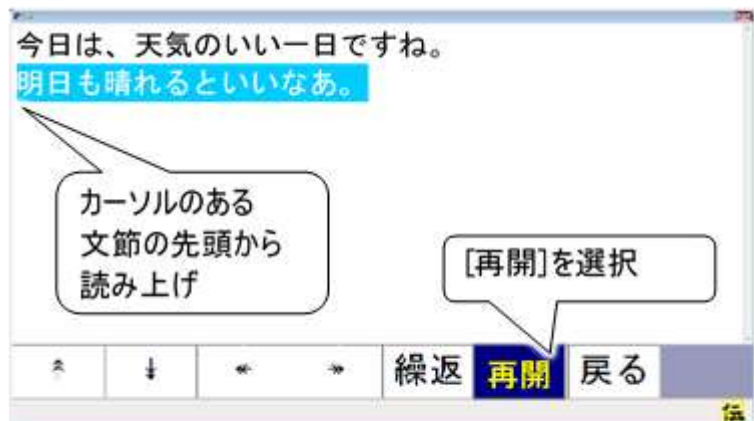 今日は、天気のいい一日ですね。
明日も晴れるといいなあ。
カーソルのある
文節の先頭から
読み上げ
[再開]を選択
繰返 再開 戻る
伝